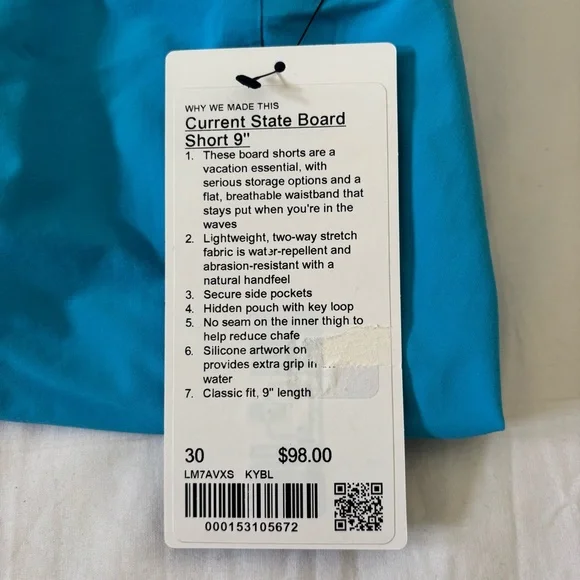 WHY WE MADE THIS
Current State Board
Short 9"
1. These board shorts are a
vacation essential, with
serious storage options and a
flat, breathable waistband that
stays put when you're in the
waves
2. Lightweight, two-way stretch
fabric is water-repellent and
abrasion-resistant with a
natural handfeel
3. Secure side pockets
4. Hidden pouch with key loop
5. No seam on the inner thigh to
help reduce chafe
6. Silicone artwork on
provides extra grip in
water
7. Classic fit, 9" length
30 $98.00
LM7AVXS KYBL
000153105672